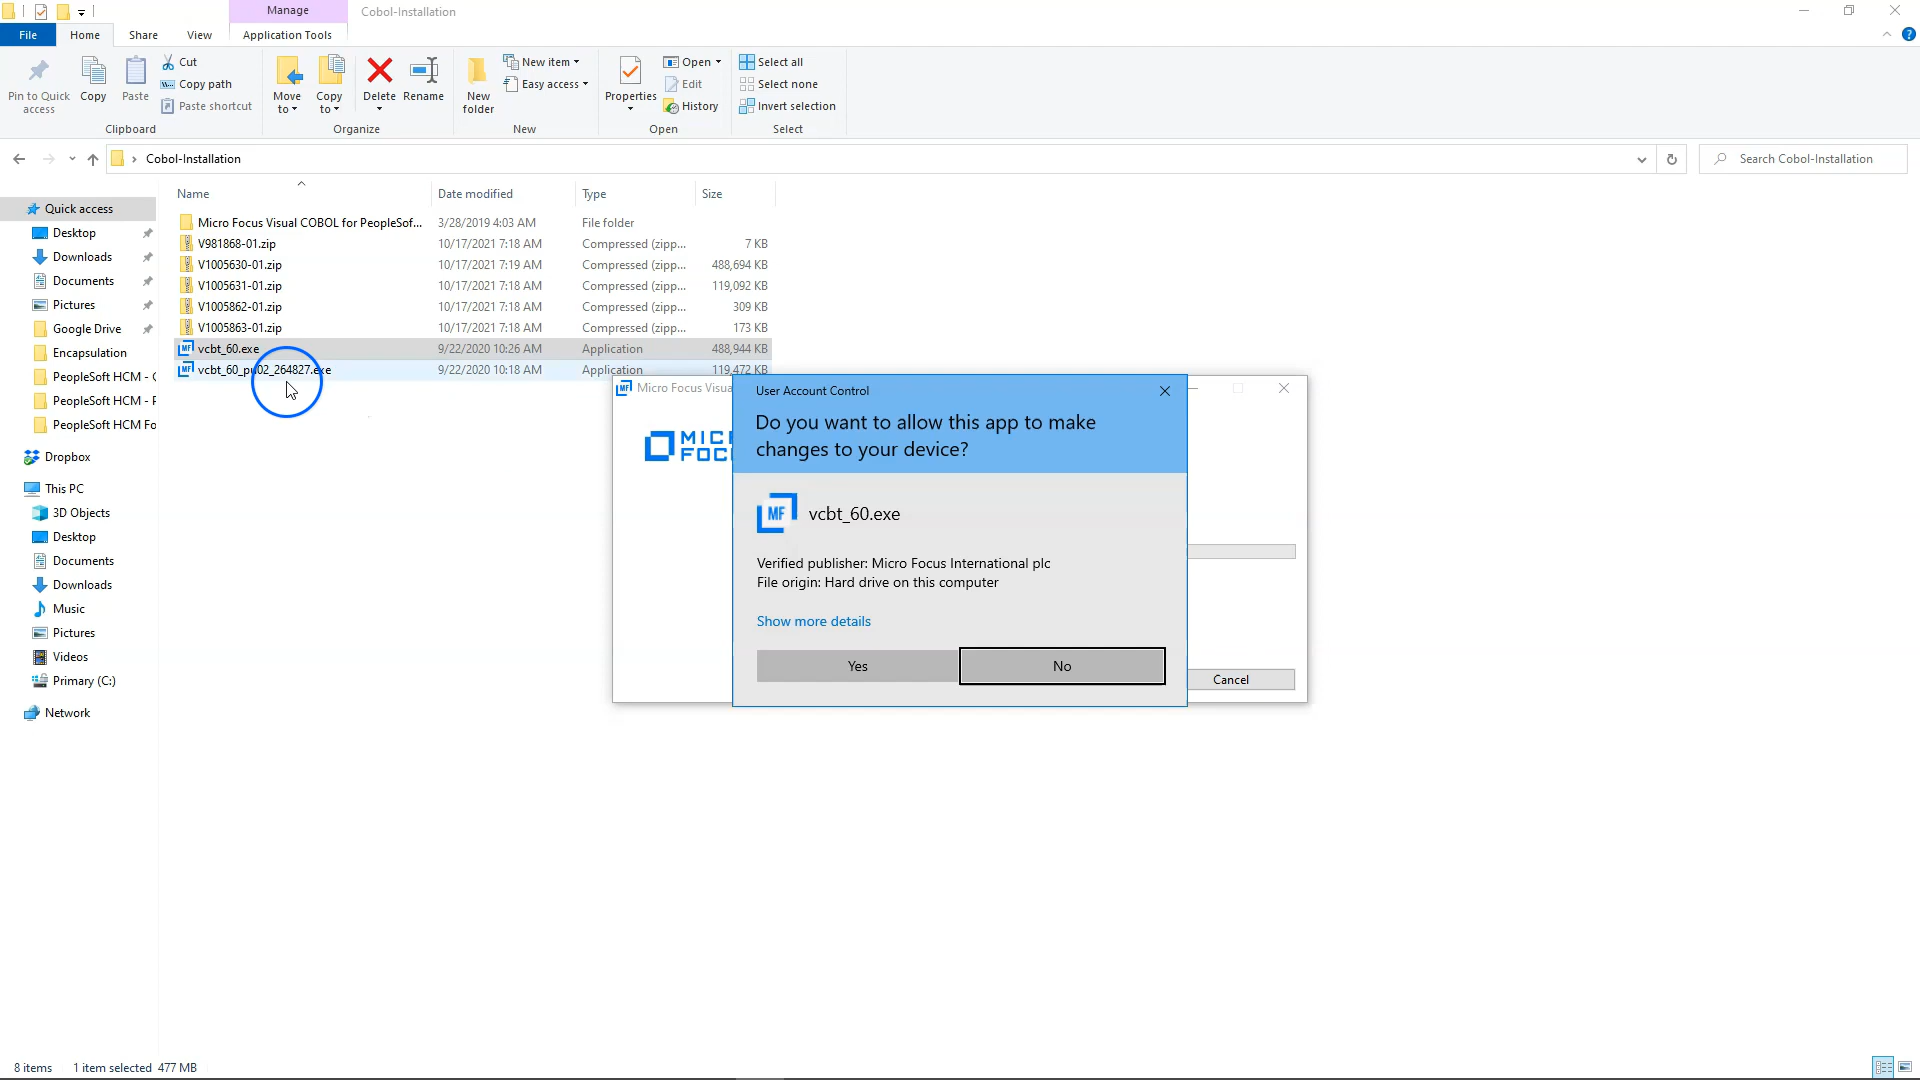 Manage
Cobol-Installation
File
Home
Share
View
Application Tools
Pin to Quick access
Copy
Paste
Cut
Copy path
Paste shortcut
Clipboard
Move to
Copy to
Delete
Rename
Organize
New folder
New item
Easy access
New
Properties
Open
Edit
History
Open
Select all
Select none
Invert selection
Select
Cobol-Installation
Search Cobol-Installation
Name
Date modified
Type
Size
Quick access
Desktop
Downloads
Documents
Pictures
Google Drive
Encapsulation
PeopleSoft HCM - C
PeopleSoft HCM - F
PeopleSoft HCM Fo
Dropbox
This PC
3D Objects
Desktop
Documents
Downloads
Music
Pictures
Videos
Primary (C:)
Network
Micro Focus Visual COBOL for PeopleSof... 3/28/2019 4:03 AM File folder
V981868-01.zip 10/17/2021 7:18 AM Compressed (zipp... 7 KB
V1005630-01.zip 10/17/2021 7:19 AM Compressed (zipp... 488,694 KB
V1005631-01.zip 10/17/2021 7:18 AM Compressed (zipp... 119,092 KB
V1005862-01.zip 10/17/2021 7:18 AM Compressed (zipp... 309 KB
V1005863-01.zip 10/17/2021 7:18 AM Compressed (zipp... 173 KB
MF vcbt_60.exe 9/22/2020 10:26 AM Application 488,944 KB
MF vcbt_60_pu02_264827.exe 9/22/2020 10:18 AM Application 119,472 KB
MF Micro Focus Visua
MICR
FOCU
User Account Control
Do you want to allow this app to make
changes to your device?
MF vcbt_60.exe
Verified publisher: Micro Focus International plc
File origin: Hard drive on this computer
Show more details
Yes
No
Cancel
8 items 1 item selected 477 MB